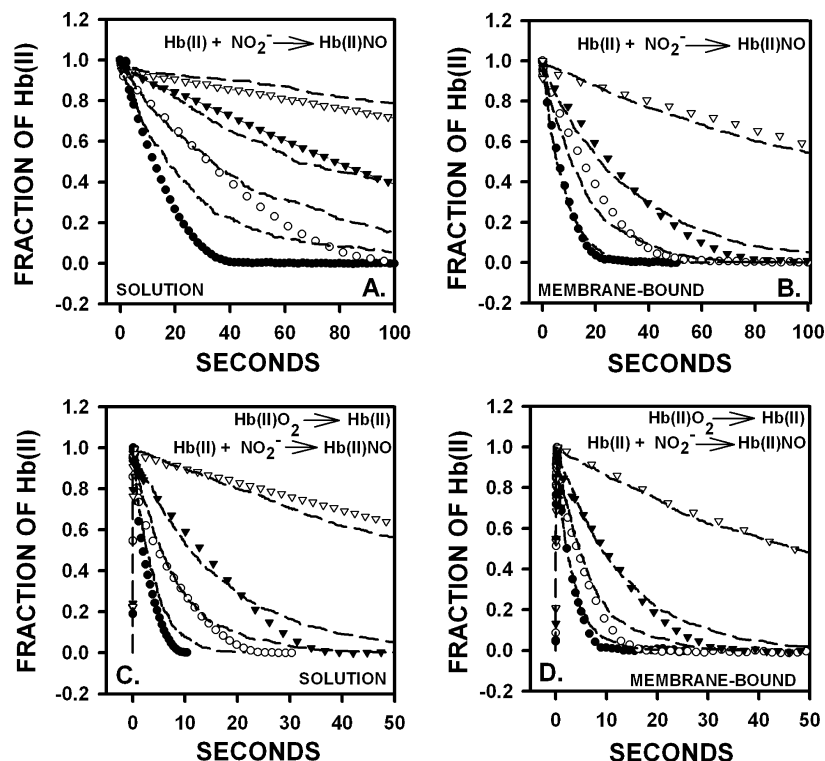 Hb(II) + NO2- → Hb(II)NO
FRACTION OF Hb(II)
1.2
1.0
0.8
0.6
0.4
0.2
0.0
-0.2
SOLUTION
A.
0 20 40 60 80 100
SECONDS
Hb(II) + NO2- → Hb(II)NO
FRACTION OF Hb(II)
1.2
1.0
0.8
0.6
0.4
0.2
0.0
-0.2
MEMBRANE-BOUND
B.
0 20 40 60 80 100
SECONDS
Hb(II)O2 → Hb(II)
Hb(II) + NO2- → Hb(II)NO
FRACTION OF Hb(II)
1.2
1.0
0.8
0.6
0.4
0.2
0.0
-0.2
C.
SOLUTION
0 10 20 30 40 50
SECONDS
Hb(II)O2 → Hb(II)
Hb(II) + NO2- → Hb(II)NO
FRACTION OF Hb(II)
1.2
1.0
0.8
0.6
0.4
0.2
0.0
-0.2
D.
MEMBRANE-BOUND
0 10 20 30 40 50
SECONDS